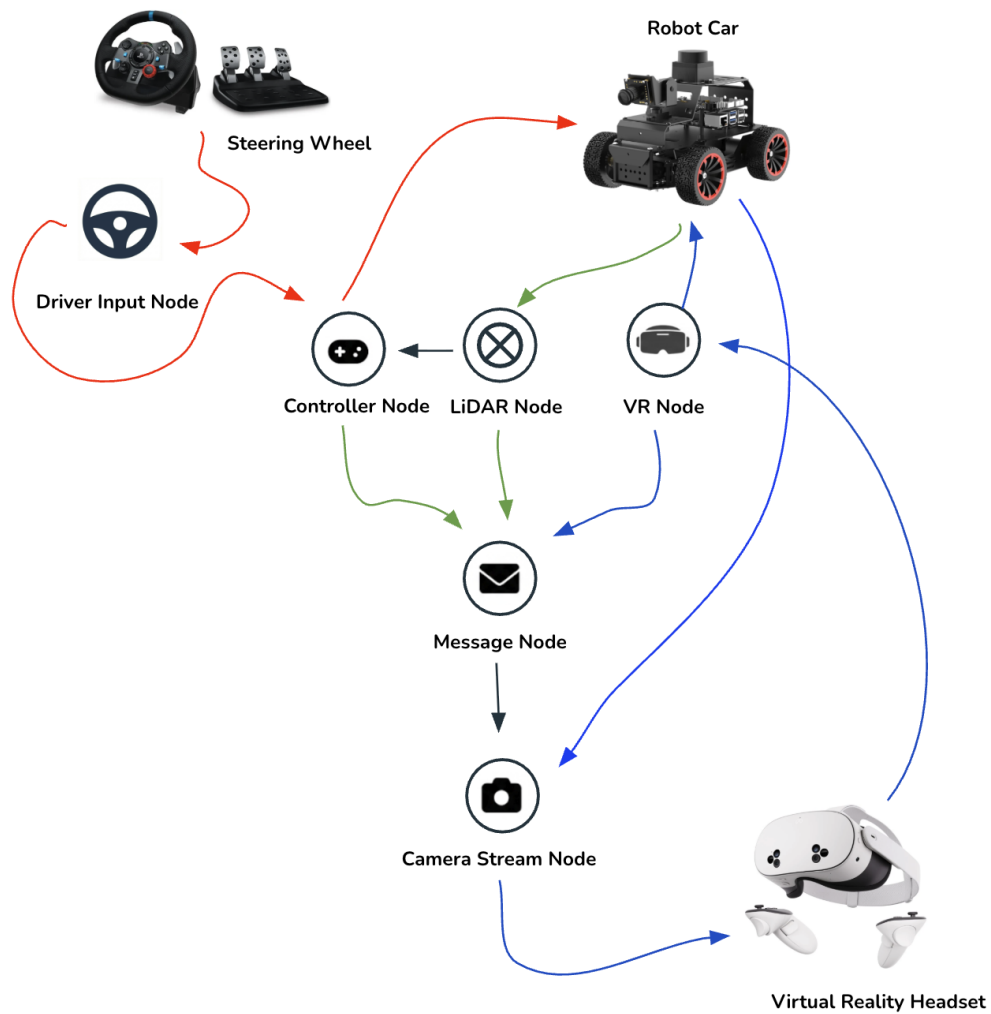 Robot Car
Steering Wheel
Driver Input Node
Controller Node
LiDAR Node
VR Node
Message Node
Camera Stream Node
Virtual Reality Headset